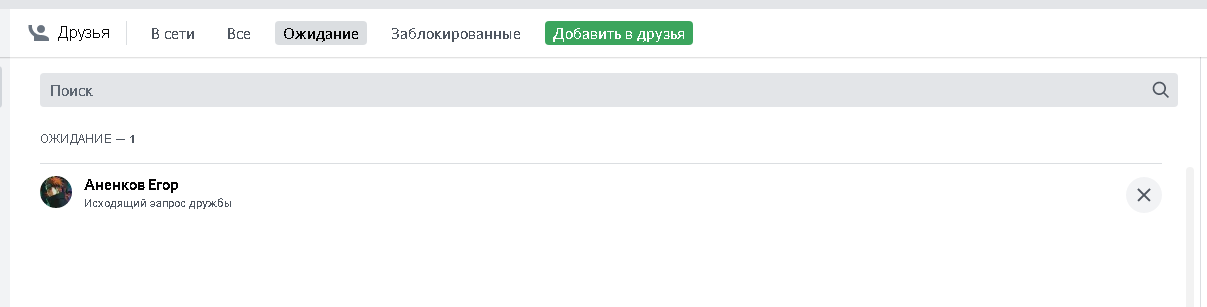 Друзья В сети Все Ожидание Заблокированные Добавить в друзья
Поиск
ОЖИДАНИЕ — 1
Аненков Егор
Исходящий запрос дружбы